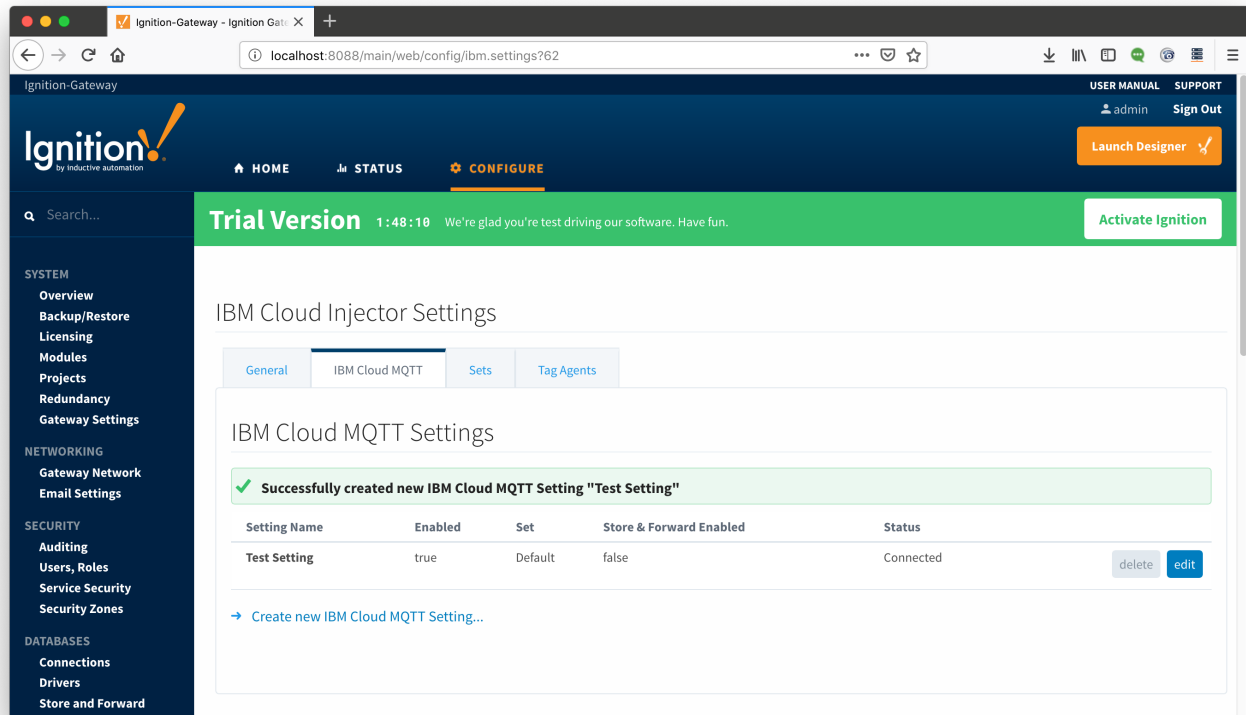 Ignition-Gateway - Ignition Gate
localhost:8088/main/web/config/ibm.settings?62
Ignition-Gateway
USER MANUAL SUPPORT
admin Sign Out
Ignition!
by inductive automation
Launch Designer
HOME STATUS CONFIGURE
Search...
Trial Version 1:48:10 We're glad you're test driving our software. Have fun.
Activate Ignition
SYSTEM
Overview
Backup/Restore
Licensing
Modules
Projects
Redundancy
Gateway Settings
NETWORKING
Gateway Network
Email Settings
SECURITY
Auditing
Users, Roles
Service Security
Security Zones
DATABASES
Connections
Drivers
Store and Forward
IBM Cloud Injector Settings
General IBM Cloud MQTT Sets Tag Agents
IBM Cloud MQTT Settings
Successfully created new IBM Cloud MQTT Setting "Test Setting"
Setting Name Enabled Set Store & Forward Enabled Status
Test Setting true Default false Connected delete edit
Create new IBM Cloud MQTT Setting...